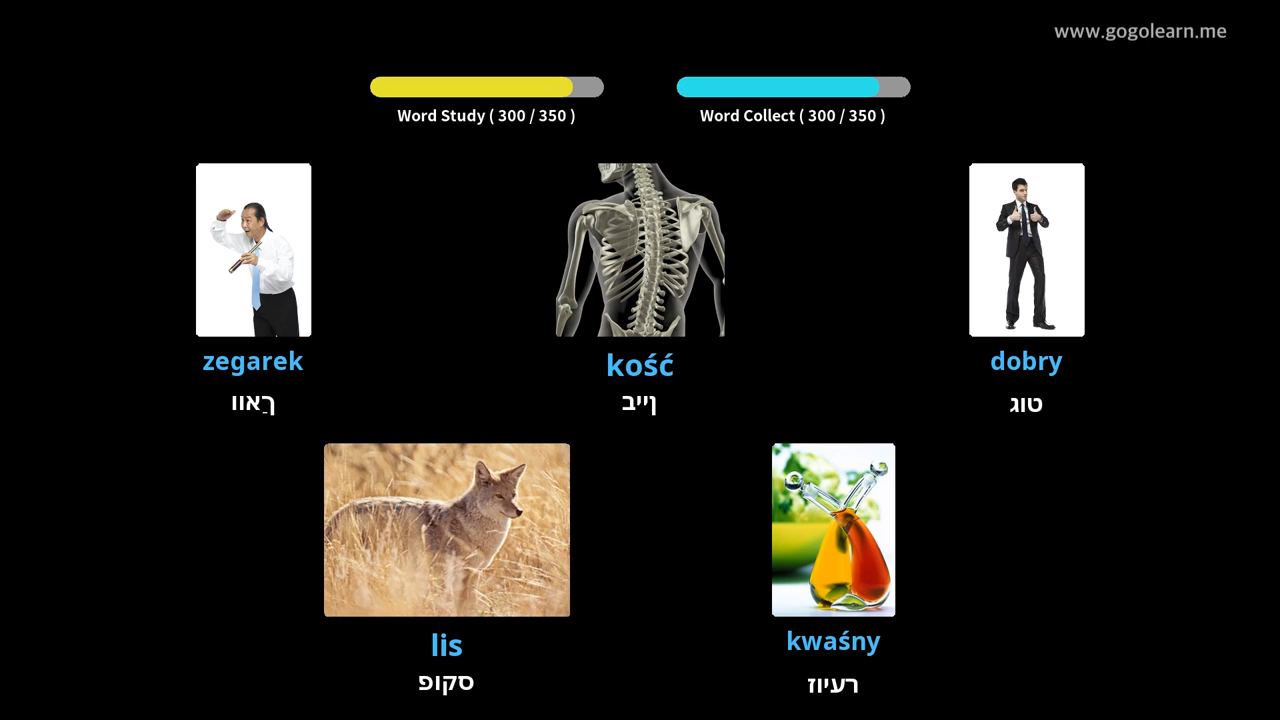 www.gogolearn.me
Word Study ( 300 / 350 )
Word Collect ( 300 / 350 )
zegarek
ךַאוו
kość
ןייב
dobry
טוג
lis
סקופ
kwaśny
רעיוז